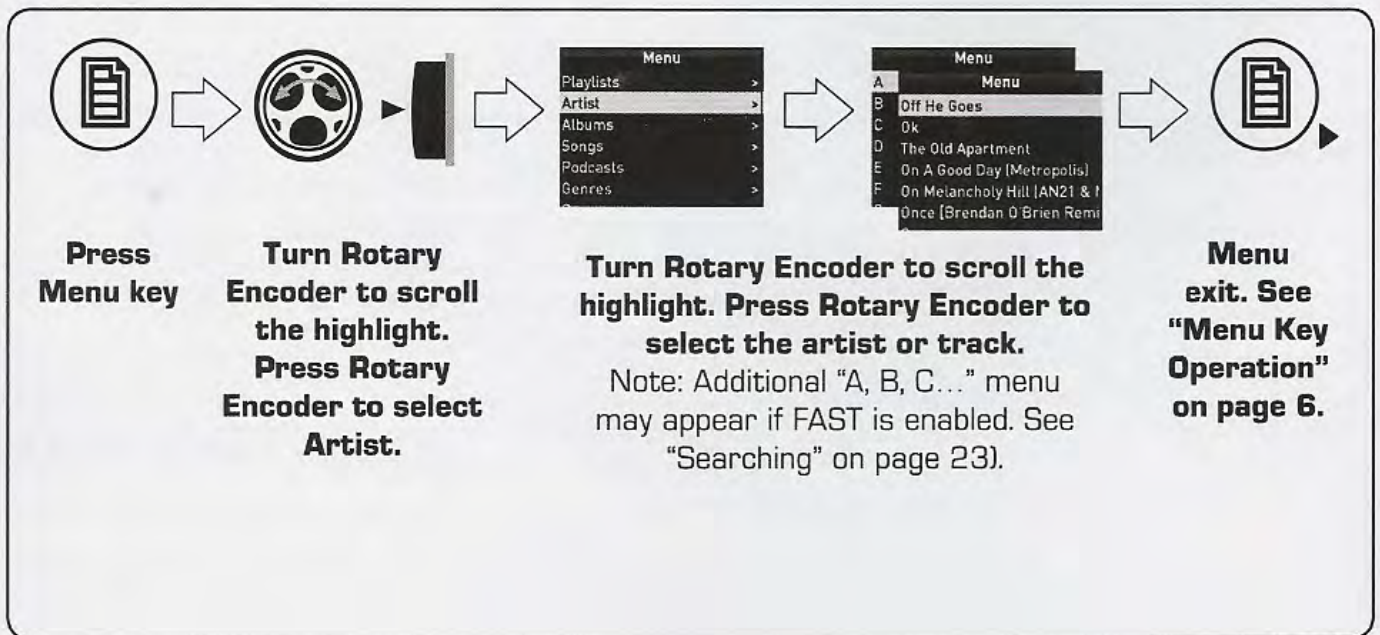 Menu
Playlists >
Artist >
Albums >
Songs >
Podcasts >
Genres >
Menu
A
B
C
D
E
F
Menu
Off He Goes
Ok
The Old Apartment
On A Good Day (Metropolis)
On Melancholy Hill (AN21 &
Once [Brendan O'Brien Remi
Press
Menu key
Turn Rotary
Encoder to scroll
the highlight.
Press Rotary
Encoder to select
Artist.
Turn Rotary Encoder to scroll the
highlight. Press Rotary Encoder to
select the artist or track.
Note: Additional “A, B, C...” menu
may appear if FAST is enabled. See
“Searching” on page 23).
Menu
exit. See
“Menu Key
Operation”
on page 6.